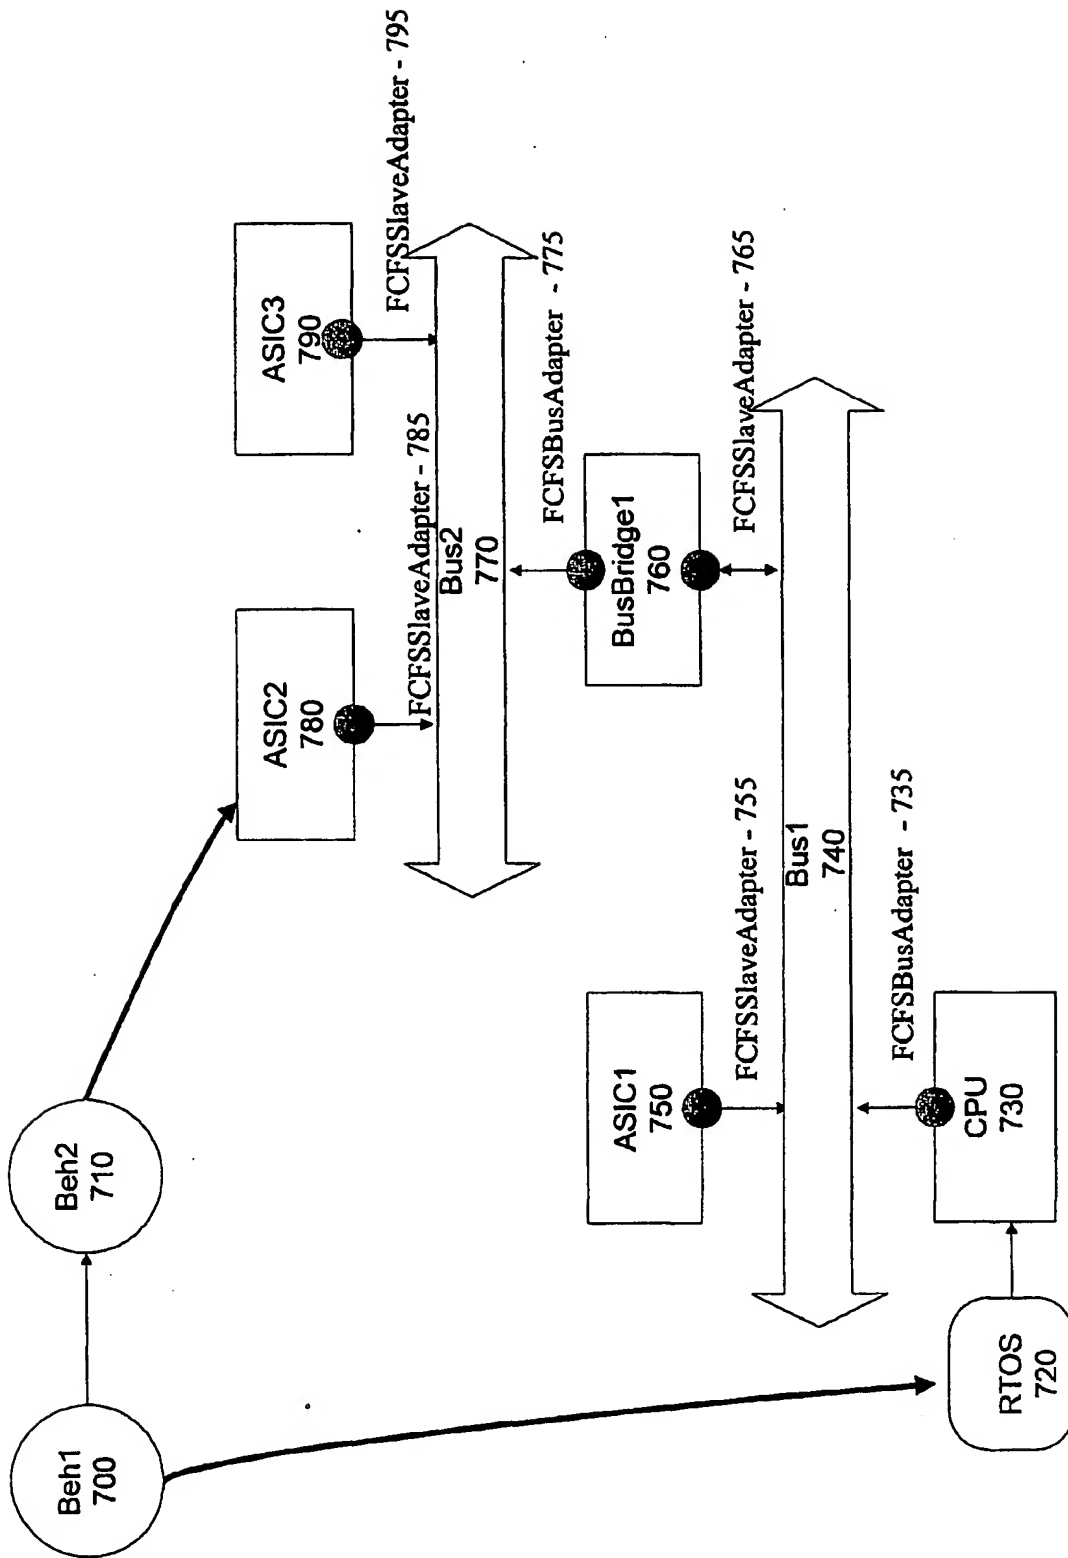 Beh1
700
Beh2
710
ASIC2
780
ASIC3
790
FCFSSlaveAdapter - 795
FCFSSlaveAdapter - 785
Bus2
770
FCFSBusAdapter - 775
ASIC1
750
BusBridge1
760
FCFSSlaveAdapter - 755
FCFSSlaveAdapter - 765
Bus1
740
FCFSBusAdapter - 735
RTOS
720
CPU
730